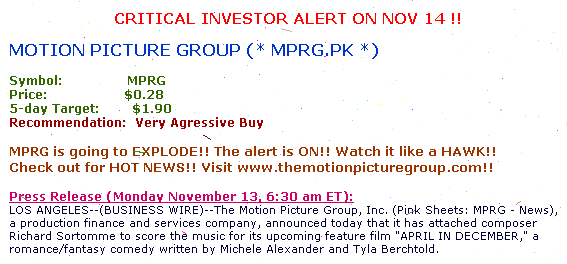 CRITICAL INVESTOR ALERT ON NOV 14 !!
MOTION PICTURE GROUP (* MPRG.PK *)
Symbol: MPRG
Price: $0.28
5-day Target: $1.90
Recommendation: Very Agressive Buy
MPRG is going to EXPLODE!! The alert is ON!! Watch it like a HAWK!!
Check out for HOT NEWS!! Visit www.themotionpicturegroup.com!!
Press Release (Monday November 13, 6:30 am ET):
LOS ANGELES--(BUSINESS WIRE)--The Motion Picture Group, Inc. (Pink Sheets: MPRG - News),
a production finance and services company, announced today that it has attached composer
Richard Sortomme to score the music for its upcoming feature film "APRIL IN DECEMBER," a
romance/fantasy comedy written by Michele Alexander and Tyla Berchtold.